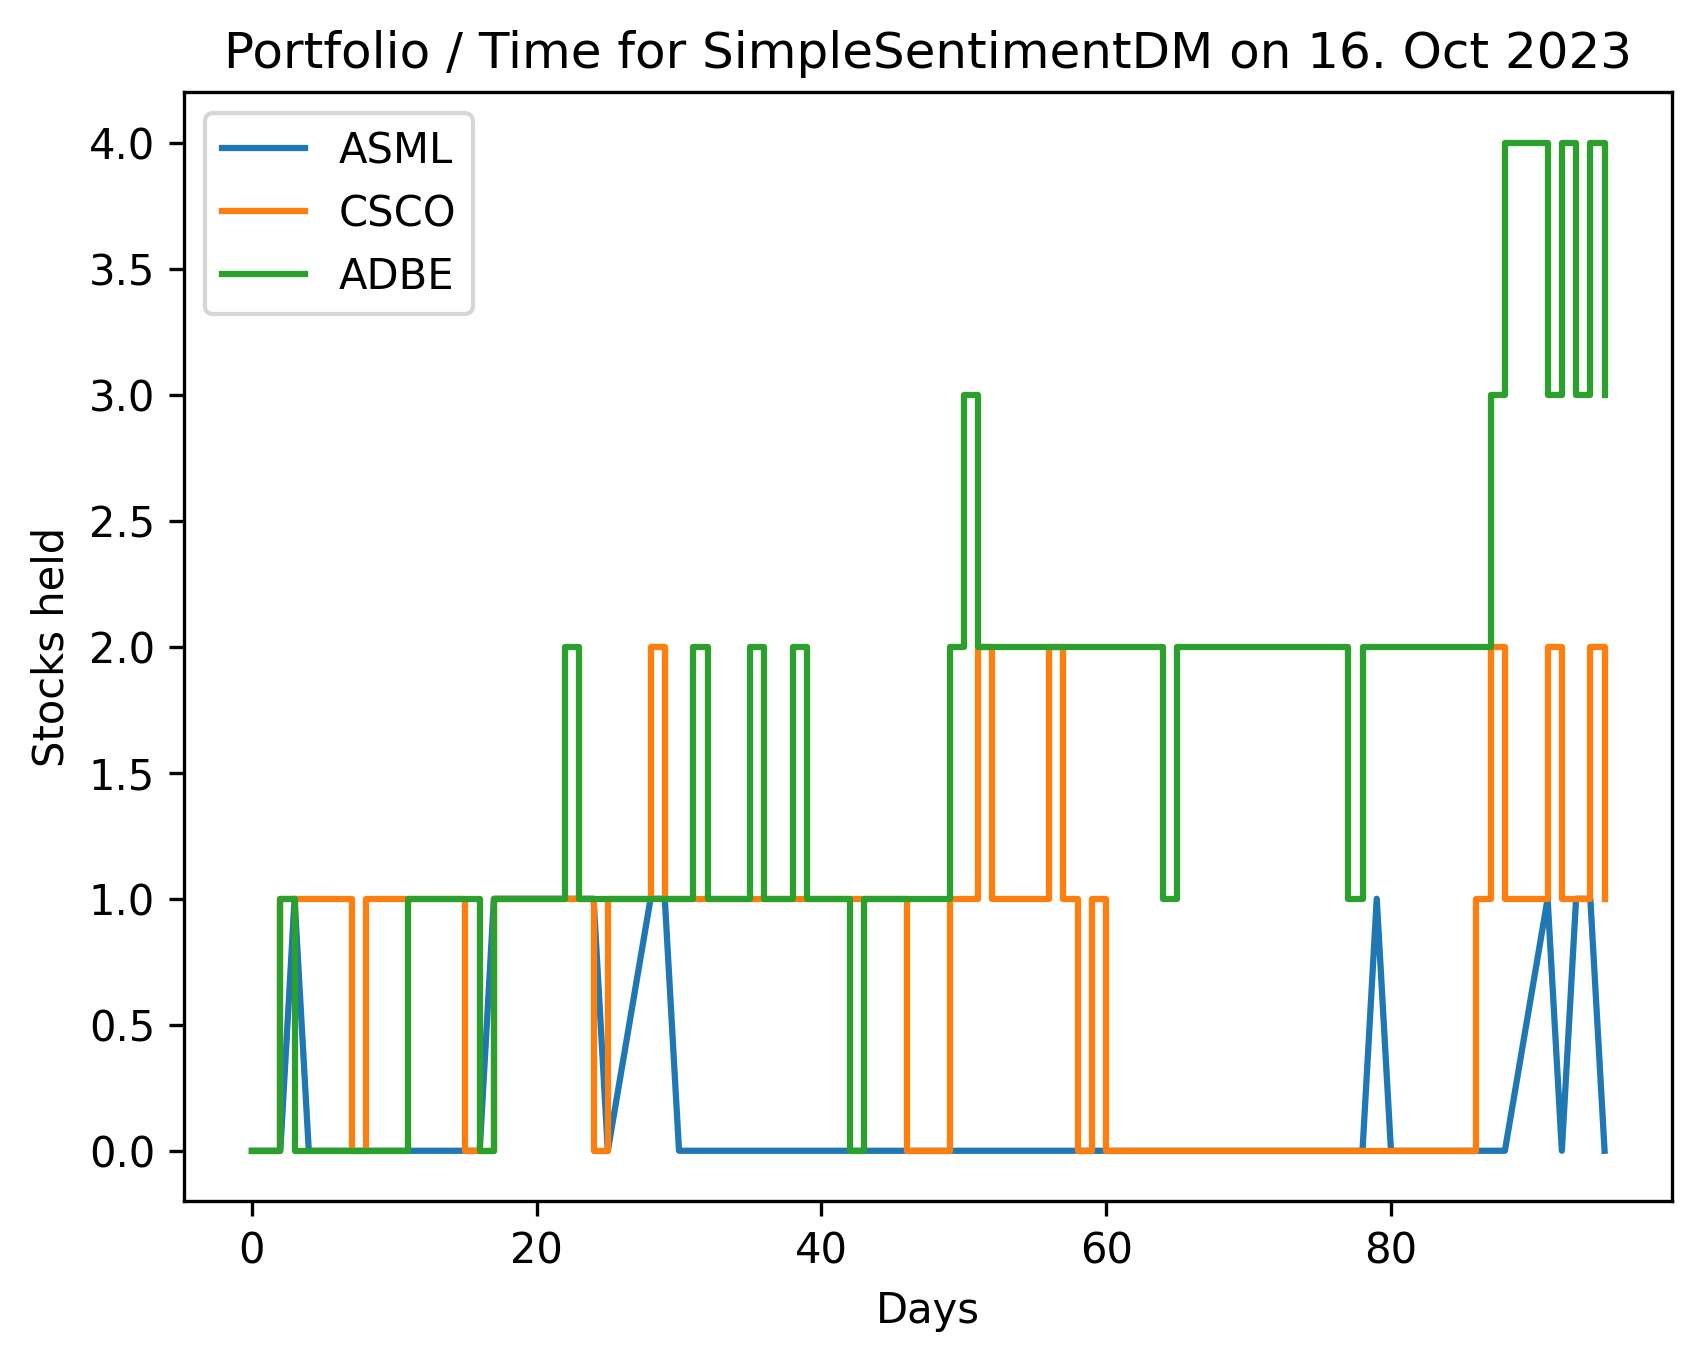 Portfolio / Time for SimpleSentimentDM on 16. Oct 2023
ASML
CSCO
ADBE
4.0
3.5
3.0
2.5
2.0
1.5
1.0
0.5
0.0
Stocks held
0 20 40 60 80
Days